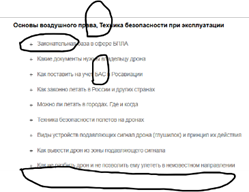 Основы воздушного права, Техника безопасности при эксплуатации
Законодательная база в сфере БПЛА
Какие документы нужны владельцу дрона
Как поставить на учет БАС в Росавиации
Как законно летать в России и других странах
Можно ли летать в городах. Где и когда
Техника безопасности полетов на дронах
Виды устройств подавляющих сигнал дрона (глушилок) и принцип их действия
Как вывести дрон из зоны подавляющего сигнала
Как не разбить дрон и не позволить ему улететь в неизвестном направлении